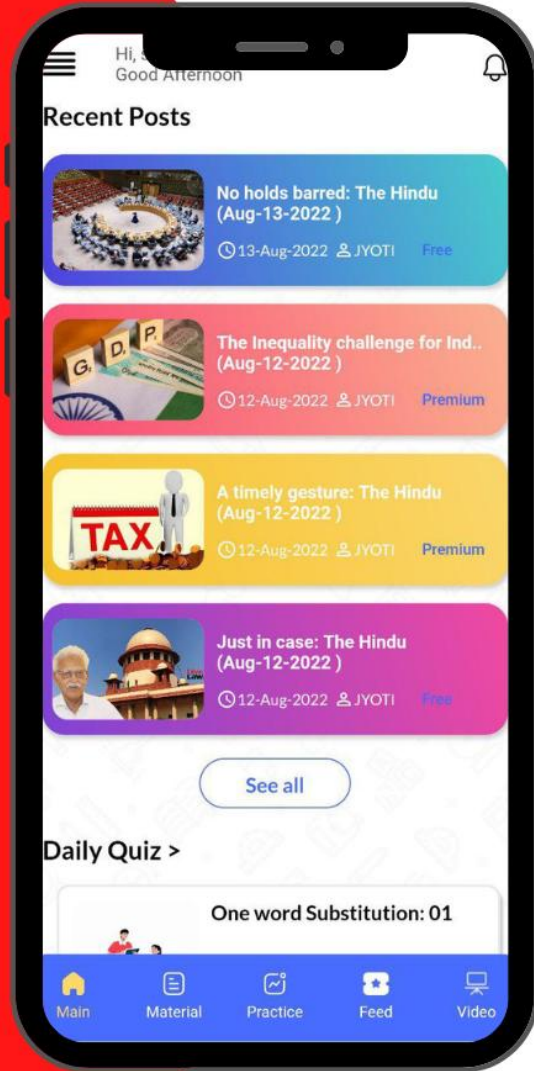 Hi,
Good Afternoon
Recent Posts
No holds barred: The Hindu
(Aug-13-2022 )
13-Aug-2022 JYOTI Free
G D P
The Inequality challenge for Ind..
(Aug-12-2022 )
12-Aug-2022 JYOTI Premium
TAX
A timely gesture: The Hindu
(Aug-12-2022 )
12-Aug-2022 JYOTI Premium
Just in case: The Hindu
(Aug-12-2022 )
12-Aug-2022 JYOTI Free
See all
Daily Quiz >
One word Substitution: 01
Main Material Practice Feed Video